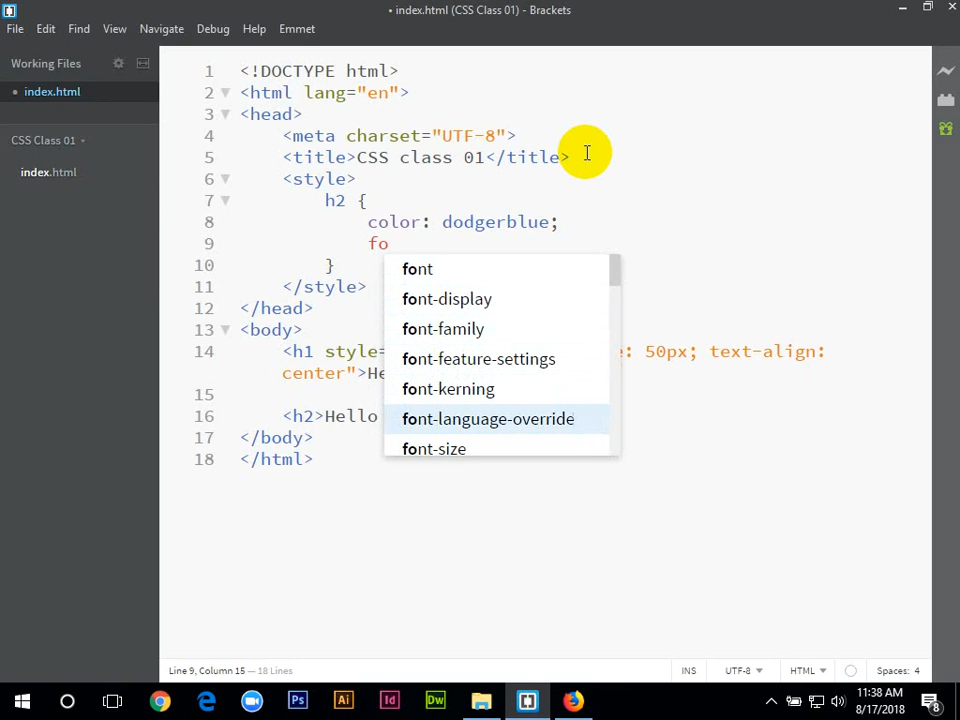 • index.html (CSS Class 01) - Brackets
File Edit Find View Navigate Debug Help Emmet
Working Files
• index.html
CSS Class 01
index.html
1 <!DOCTYPE html>
2 <html lang="en">
3 <head>
4 <meta charset="UTF-8">
5 <title>CSS class 01</title>
6 <style>
7 h2 {
8 color: dodgerblue;
9 fo
10 }
11 </style>
12 </head>
13 <body>
14 <h1 style= : 50px; text-align:
center">He
15
16 <h2>Hello
17 </body>
18 </html>
font
font-display
font-family
font-feature-settings
font-kerning
font-language-override
font-size
Line 9, Column 15 — 18 Lines
INS UTF-8 HTML Spaces: 4
Ps Ai Id Dw
11:38 AM
8/17/2018
8